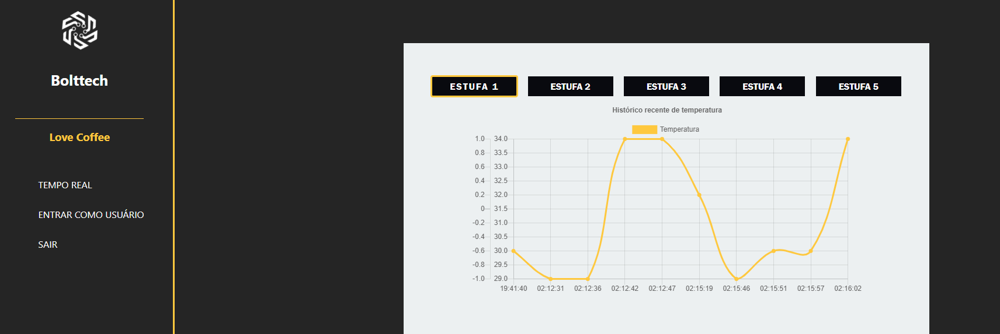 Bolttech
Love Coffee
TEMPO REAL
ENTRAR COMO USUÁRIO
SAIR
ESTUFA 1 ESTUFA 2 ESTUFA 3 ESTUFA 4 ESTUFA 5
Histórico recente de temperatura
Temperatura
1.0 34.0
0.8 33.5
0.6 33.0
0.4 32.5
0.2 32.0
0 31.5
-0.2 31.0
-0.4 30.5
-0.6 30.0
-0.8 29.5
-1.0 29.0
19:41:40 02:12:31 02:12:36 02:12:42 02:12:47 02:15:19 02:15:46 02:15:51 02:15:57 02:16:02